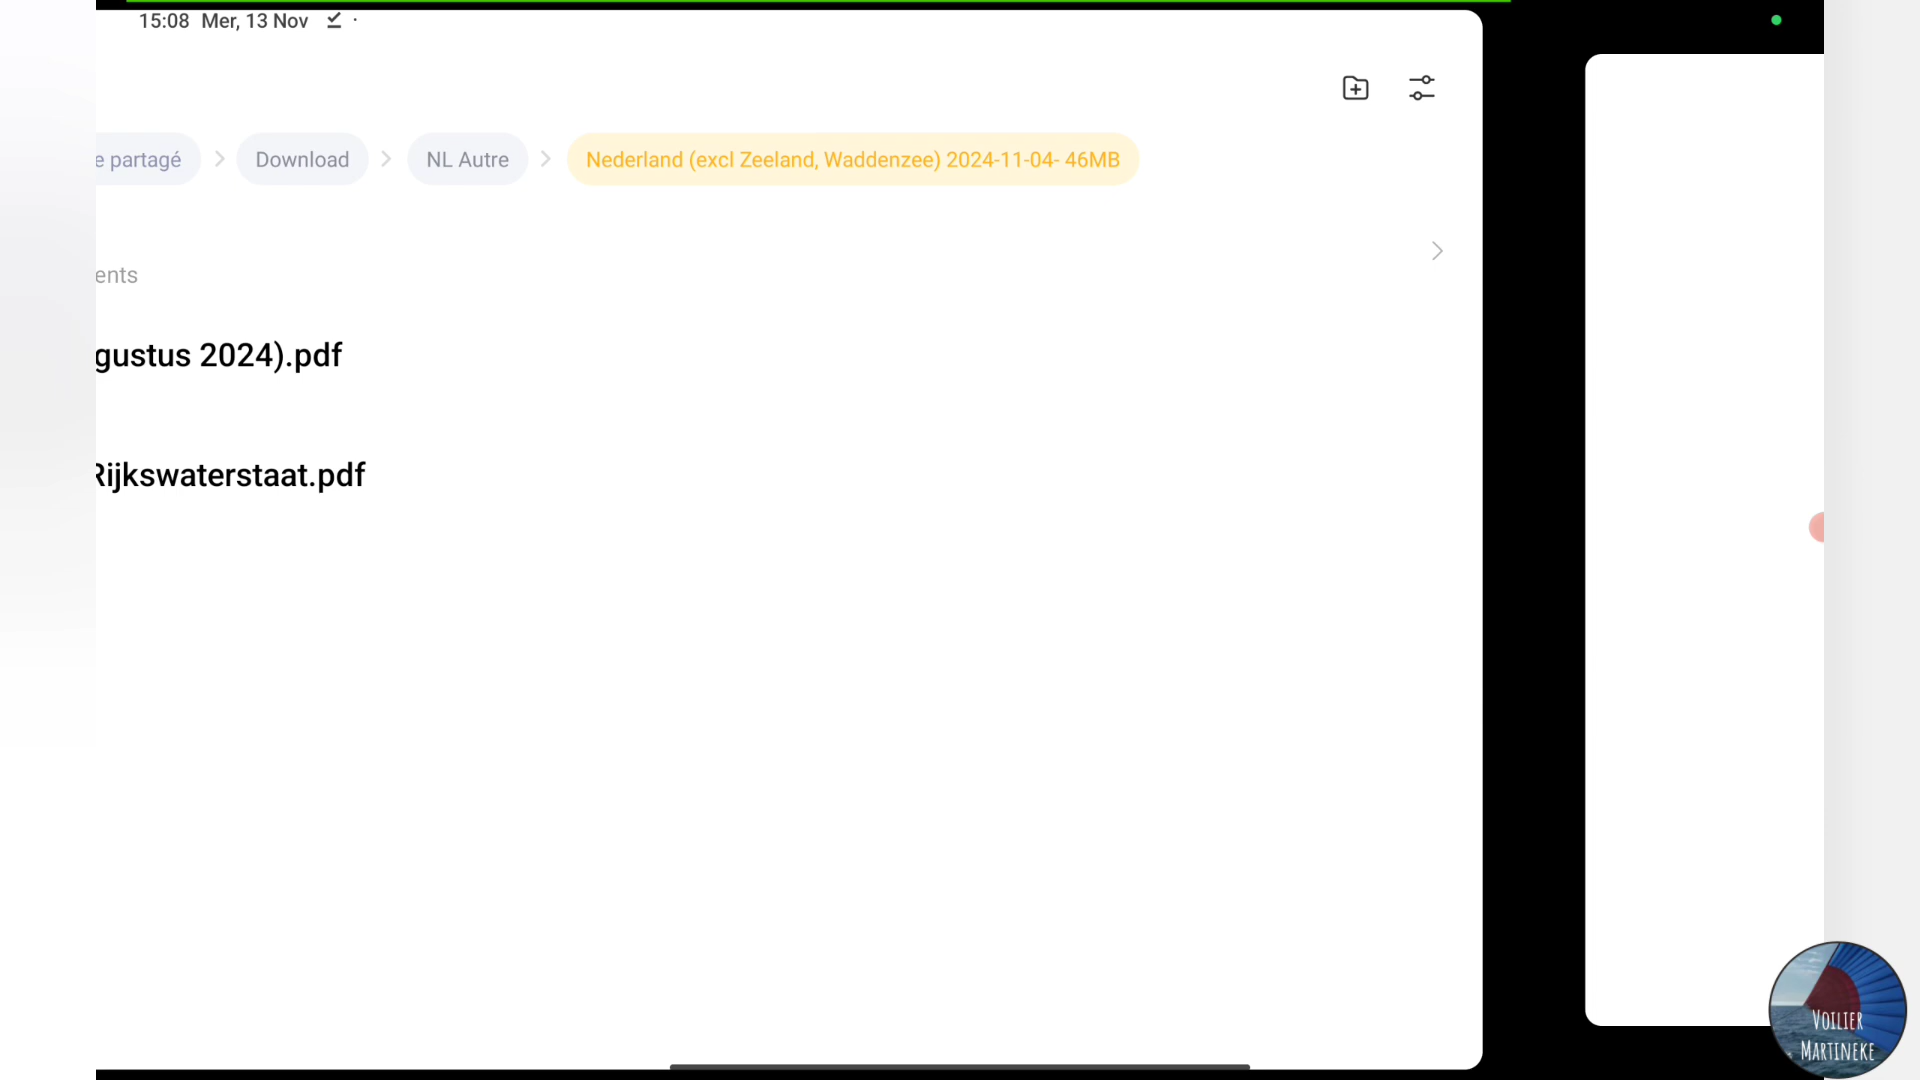 15:08 Mer, 13 Nov
e partagé > Download > NL Autre > Nederland (excl Zeeland, Waddenzee) 2024-11-04- 46MB
ents
gustus 2024).pdf
Rijkswaterstaat.pdf
VOILIER
MARTINEKE